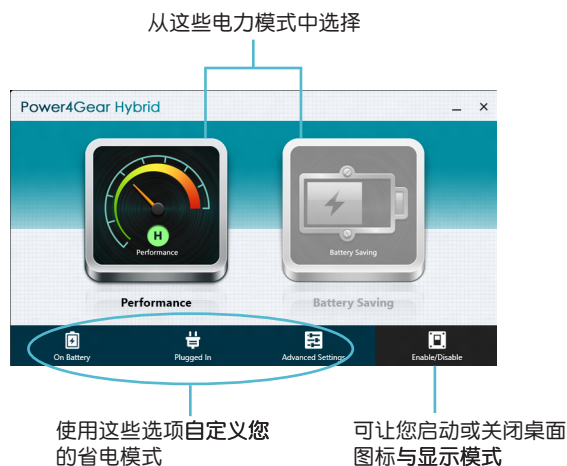 从这些电力模式中选择
Power4Gear Hybrid
H
Performance
Battery Saving
Performance
Battery Saving
On Battery
Plugged In
Advanced Settings
Enable/Disable
使用这些选项自定义您
的省电模式
可让您启动或关闭桌面
图标与显示模式